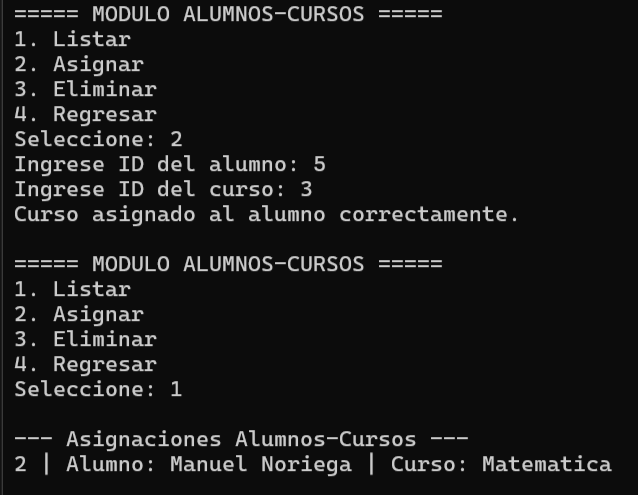 ===== MODULO ALUMNOS-CURSOS =====
1. Listar
2. Asignar
3. Eliminar
4. Regresar
Seleccione: 2
Ingrese ID del alumno: 5
Ingrese ID del curso: 3
Curso asignado al alumno correctamente.
===== MODULO ALUMNOS-CURSOS =====
1. Listar
2. Asignar
3. Eliminar
4. Regresar
Seleccione: 1
--- Asignaciones Alumnos-Cursos ---
2 | Alumno: Manuel Noriega | Curso: Matematica